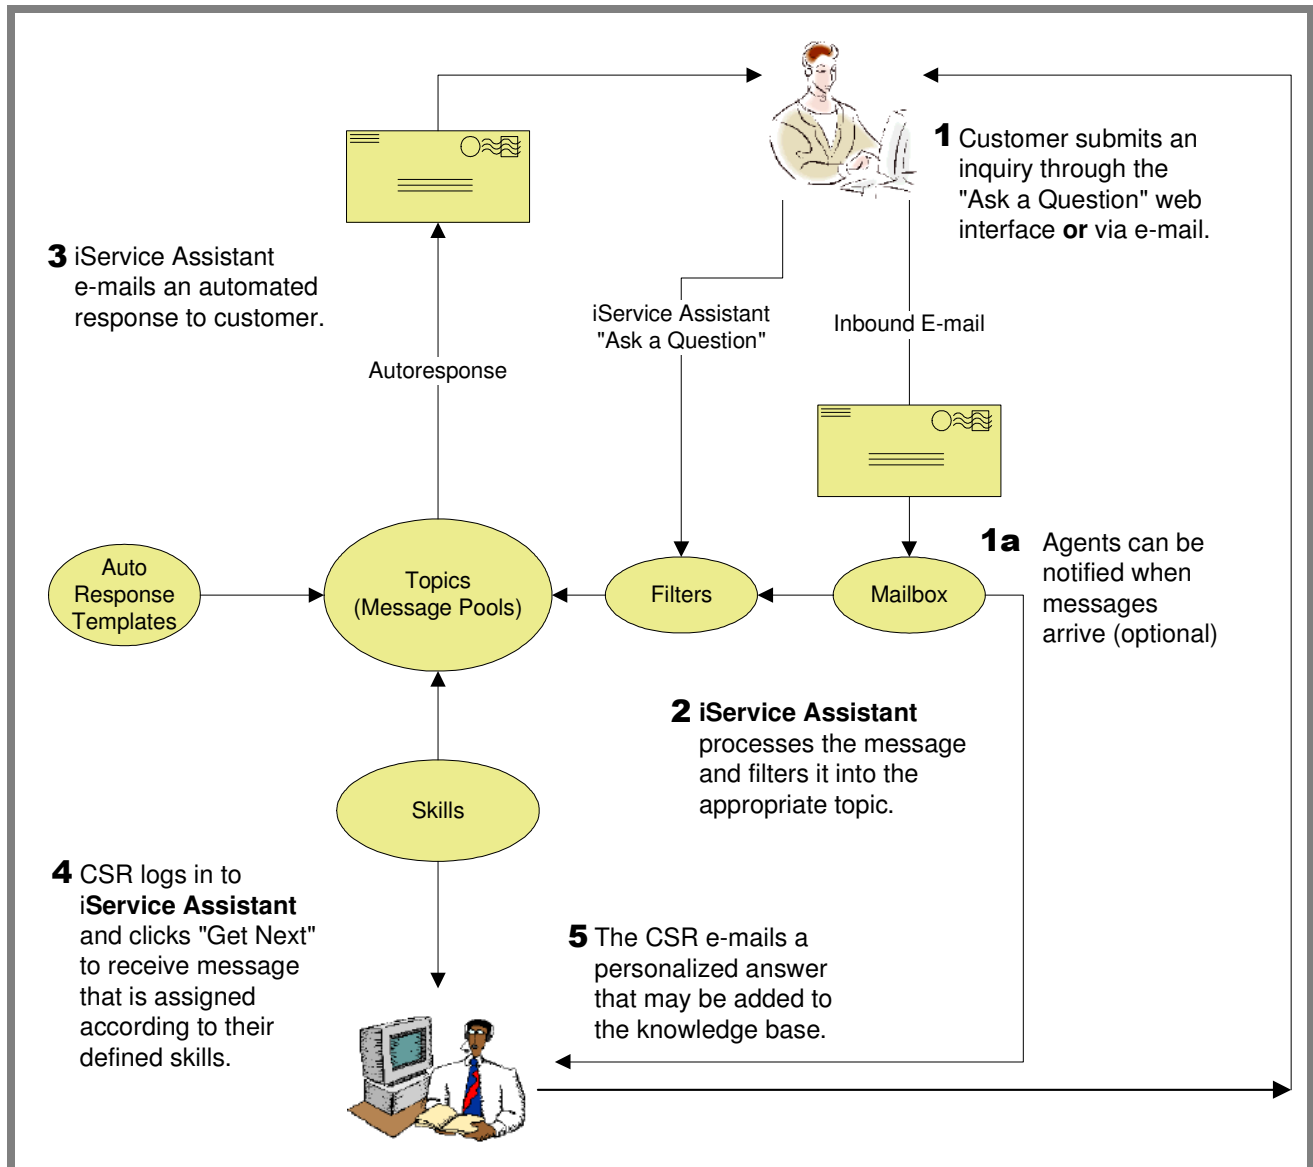 1 Customer submits an
inquiry through the
"Ask a Question" web
interface or via e-mail.
3 iService Assistant
e-mails an automated
response to customer.
iService Assistant
"Ask a Question"
Inbound E-mail
Autoresponse
1a Agents can be
notified when
messages
arrive (optional)
Auto
Response
Templates
Topics
(Message Pools)
Filters
Mailbox
2 iService Assistant
processes the message
and filters it into the
appropriate topic.
Skills
4 CSR logs in to
iService Assistant
and clicks "Get Next"
to receive message
that is assigned
according to their
defined skills.
5 The CSR e-mails a
personalized answer
that may be added to
the knowledge base.